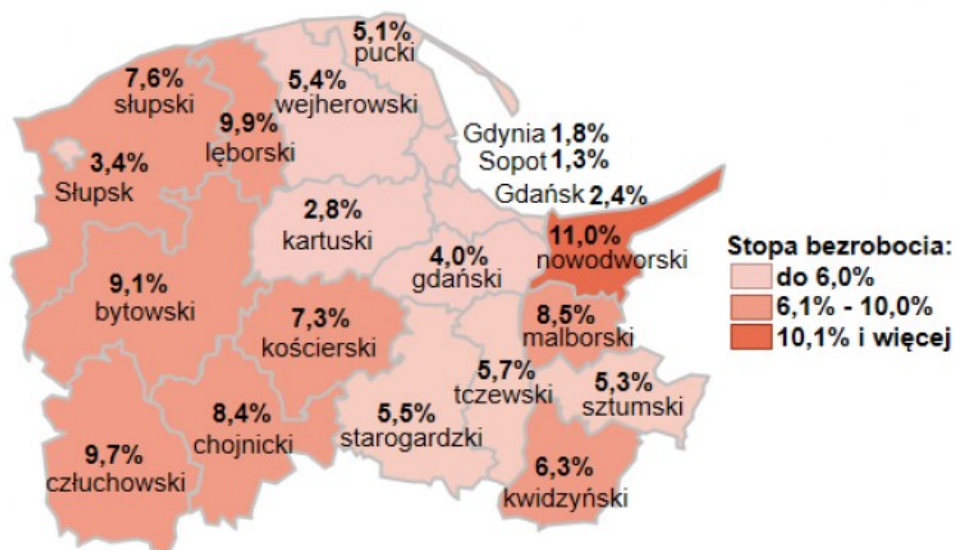 5,1%
pucki
7,6%
słupski
5,4%
wejherowski
9,9%
lęborski
Gdynia 1,8%
Sopot 1,3%
Gdańsk 2,4%
3,4%
Słupsk
2,8%
kartuski
4,0%
gdański
11,0%
nowodworski
9,1%
bytowski
7,3%
kościerski
8,5%
malborski
5,7%
tczewski
5,3%
sztumski
8,4%
chojnicki
5,5%
starogardzki
9,7%
człuchowski
6,3%
kwidzyński
Stopa bezrobocia:
do 6,0%
6,1% - 10,0%
10,1% i więcej